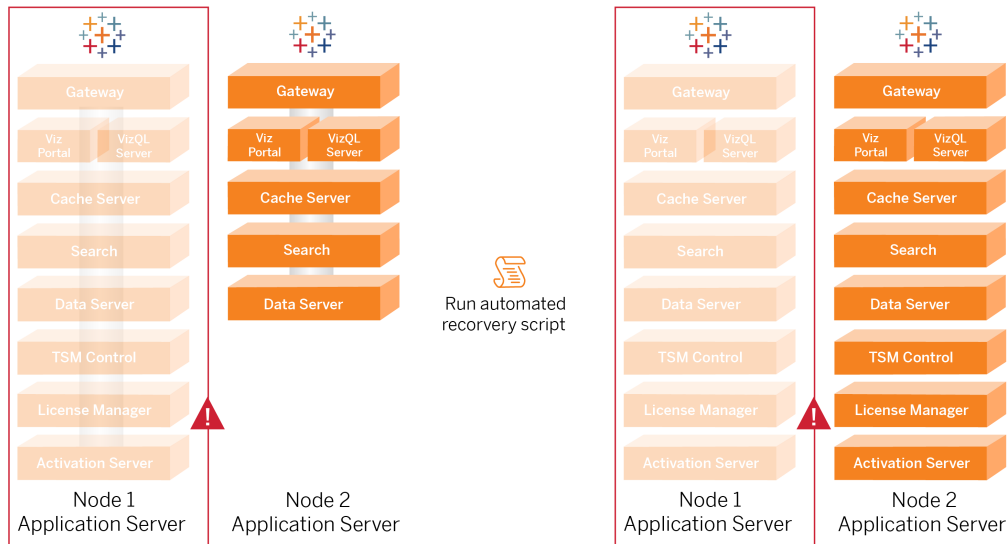 Gateway
Viz
Portal
VizQL
Server
Cache Server
Search
Data Server
TSM Control
License Manager
Activation Server
!
Node 1
Application Server
Gateway
Viz
Portal
VizQL
Server
Cache Server
Search
Data Server
Node 2
Application Server
Run automated
recovery script
Gateway
Viz
Portal
VizQL
Server
Cache Server
Search
Data Server
TSM Control
License Manager
Activation Server
!
Node 1
Application Server
Gateway
Viz
Portal
VizQL
Server
Cache Server
Search
Data Server
TSM Control
License Manager
Activation Server
Node 2
Application Server